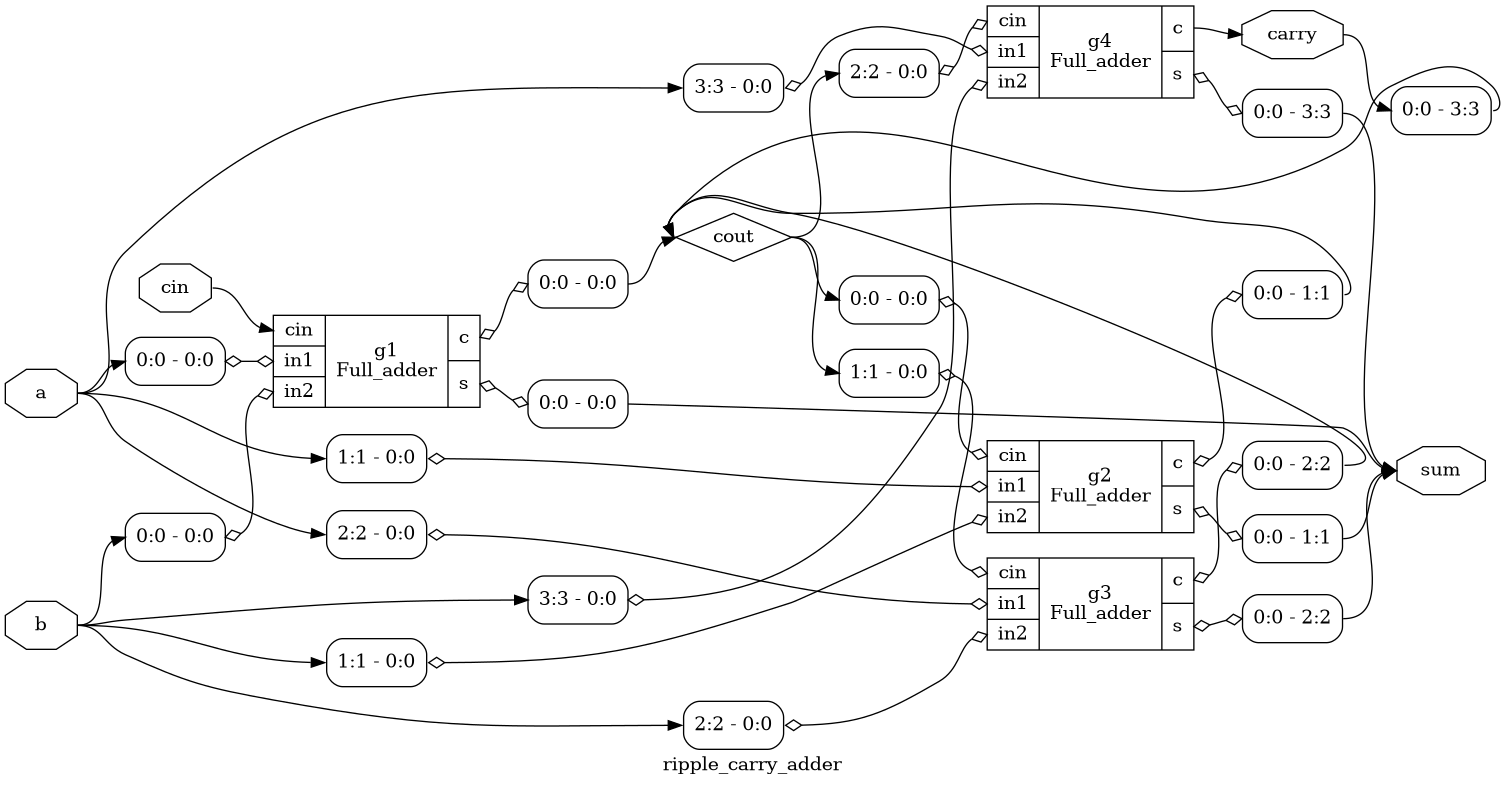 cin
in1
in2
g4
Full_adder
c
s
carry
2:2 - 0:0
3:3 - 0:0
0:0 - 3:3
0:0 - 3:3
cout
cin
0:0 - 0:0
0:0 - 0:0
0:0 - 1:1
cin
in1
in2
g1
Full_adder
c
s
0:0 - 0:0
1:1 - 0:0
a
0:0 - 0:0
1:1 - 0:0
cin
in1
in2
g2
Full_adder
c
s
0:0 - 2:2
sum
0:0 - 0:0
2:2 - 0:0
0:0 - 1:1
3:3 - 0:0
cin
in1
in2
g3
Full_adder
c
s
0:0 - 2:2
b
1:1 - 0:0
2:2 - 0:0
ripple_carry_adder